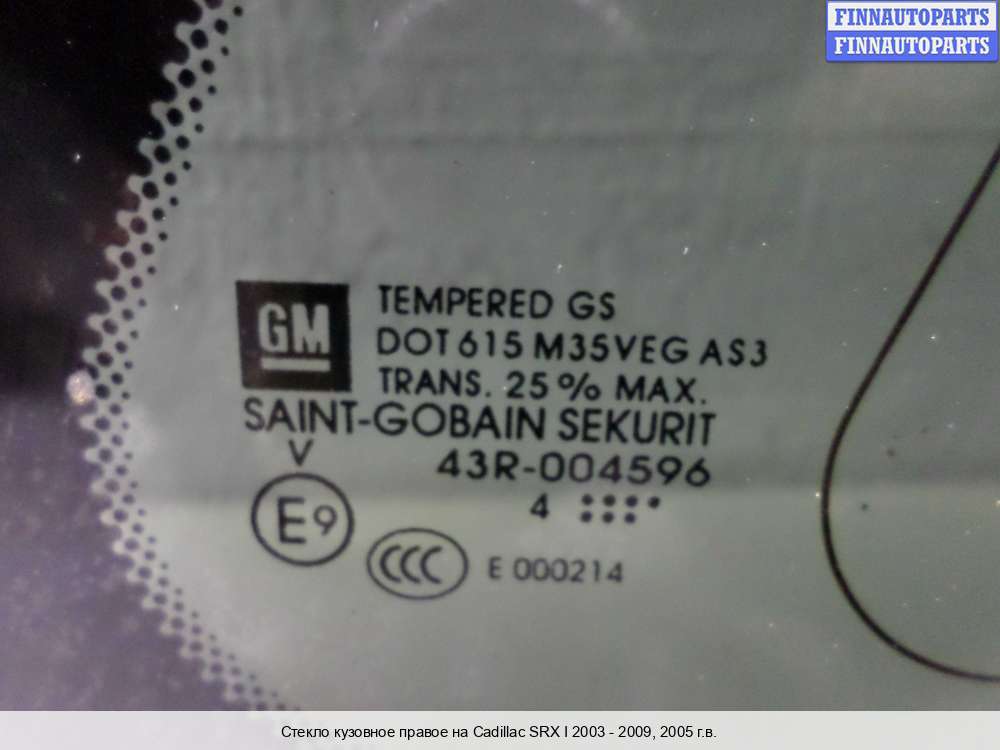 FINNAUTOPARTS
FINNAUTOPARTS
GM
TEMPERED GS
DOT 615 M35VEG AS3
TRANS. 25% MAX.
SAINT-GOBAIN SEKURIT
V
43R-004596
E9
4
CCC
E 000214
Стекло кузовное правое на Cadillac SRX I 2003 - 2009, 2005 г.в.